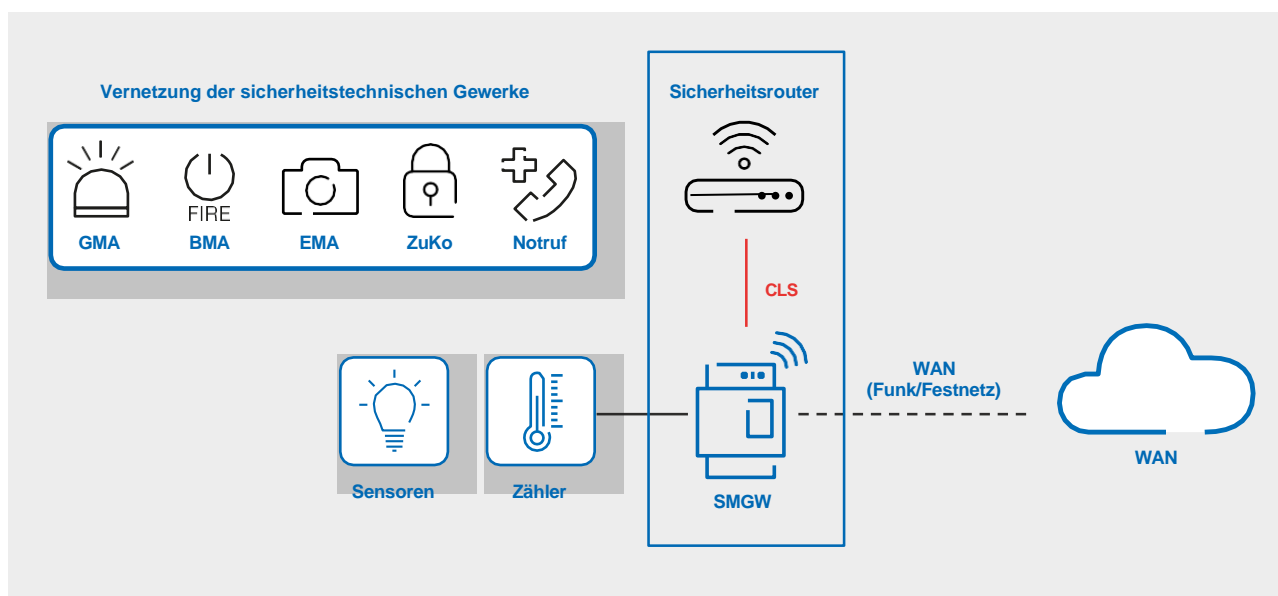 Vernetzung der sicherheitstechnischen Gewerke
Sicherheitsrouter
FIRE
GMA
BMA
EMA
ZuKo
Notruf
CLS
WAN
(Funk/Festnetz)
WAN
Sensoren
Zähler
SMGW